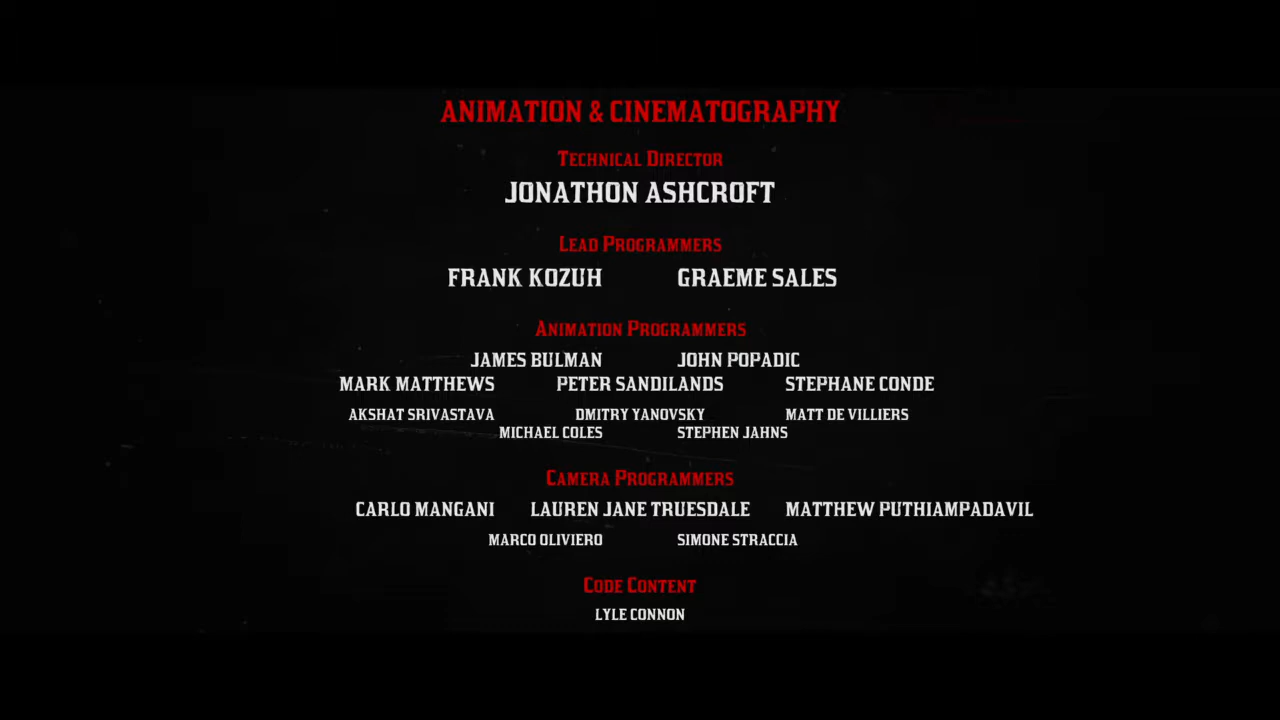 ANIMATION & CINEMATOGRAPHY
TECHNICAL DIRECTOR
JONATHON ASHCROFT
LEAD PROGRAMMERS
FRANK KOZUH GRAEME SALES
ANIMATION PROGRAMMERS
JAMES BULMAN JOHN POPADIC
MARK MATTHEWS PETER SANDILANDS STEPHANE CONDE
AKSHAT SRIVASTAVA DMITRY YANOVSKY MATT DE VILLIERS
MICHAEL COLES STEPHEN JAHNS
CAMERA PROGRAMMERS
CARLO MANGANI LAUREN JANE TRUESDALE MATTHEW PUTHIAMPADAVIL
MARCO OLIVIERO SIMONE STRACCIA
CODE CONTENT
LYLE CONNON